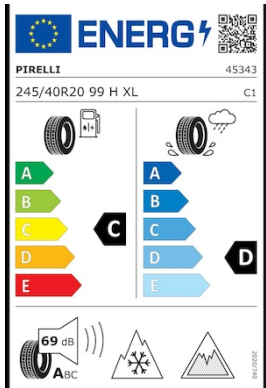 ENERG
PIRELLI 45343
245/40R20 99 H XL C1
A A
B B
C C C
D D D
E E
69 dB
ABC
2020/740